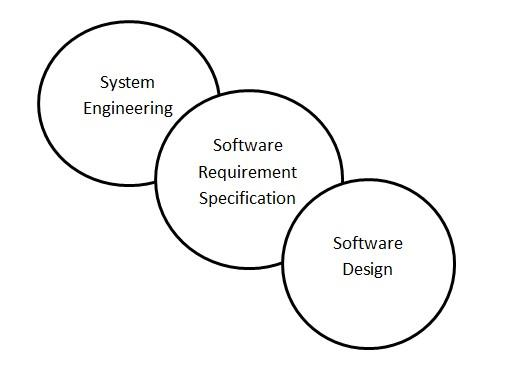 System
Engineering
Software
Requirement
Specification
Software
Design